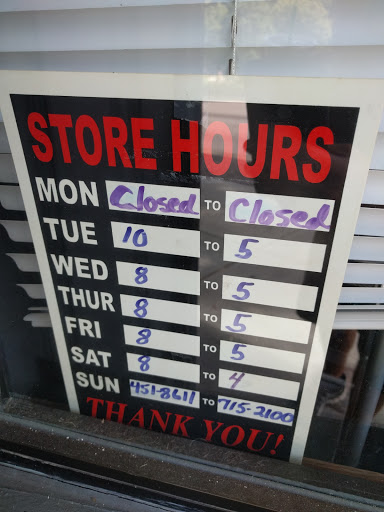 STORE HOURS
MON Closed TO Closed
TUE 10 TO 5
WED 8 TO 5
THUR 8 TO 5
FRI 8 TO 5
SAT 8 TO 4
SUN 451-8611 TO 715-2100
THANK YOU!